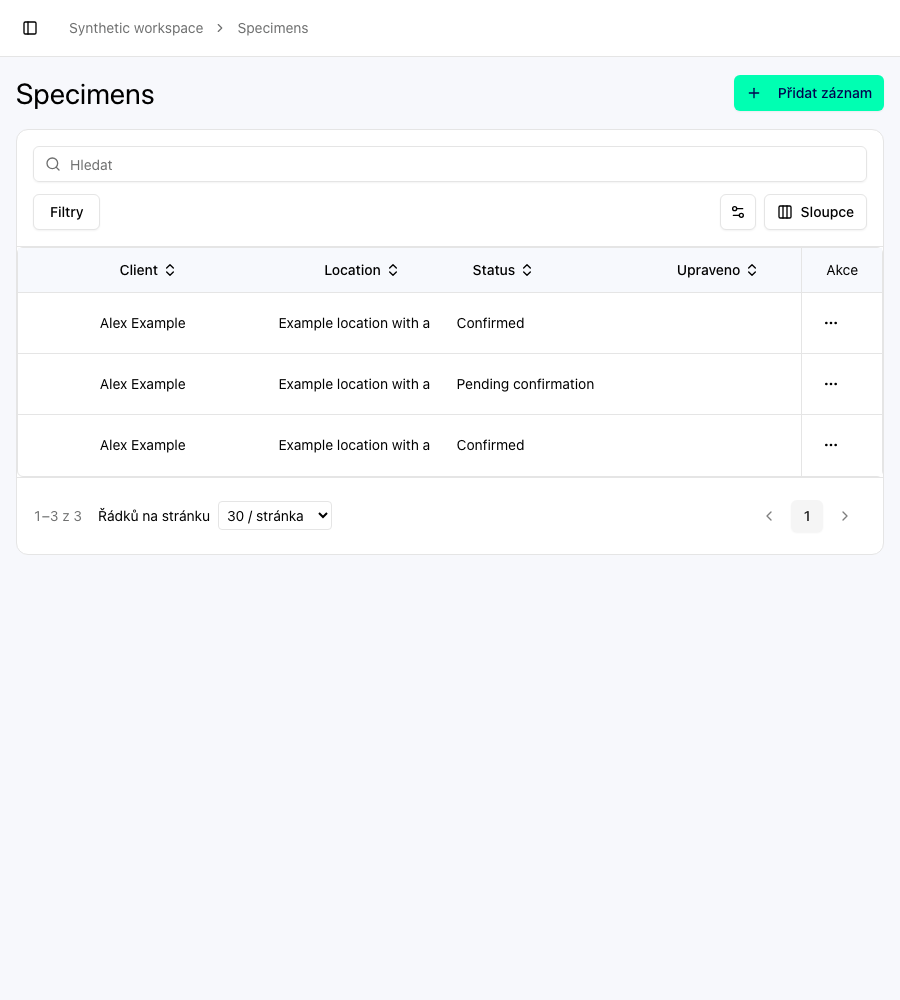 Synthetic workspace > Specimens
Specimens
Přidat záznam
Hledat
Filtry
Sloupce
Client Location Status Upraveno Akce
Alex Example Example location with a Confirmed
Alex Example Example location with a Pending confirmation
Alex Example Example location with a Confirmed
1–3 z 3 Řádků na stránku 30 / stránka 1